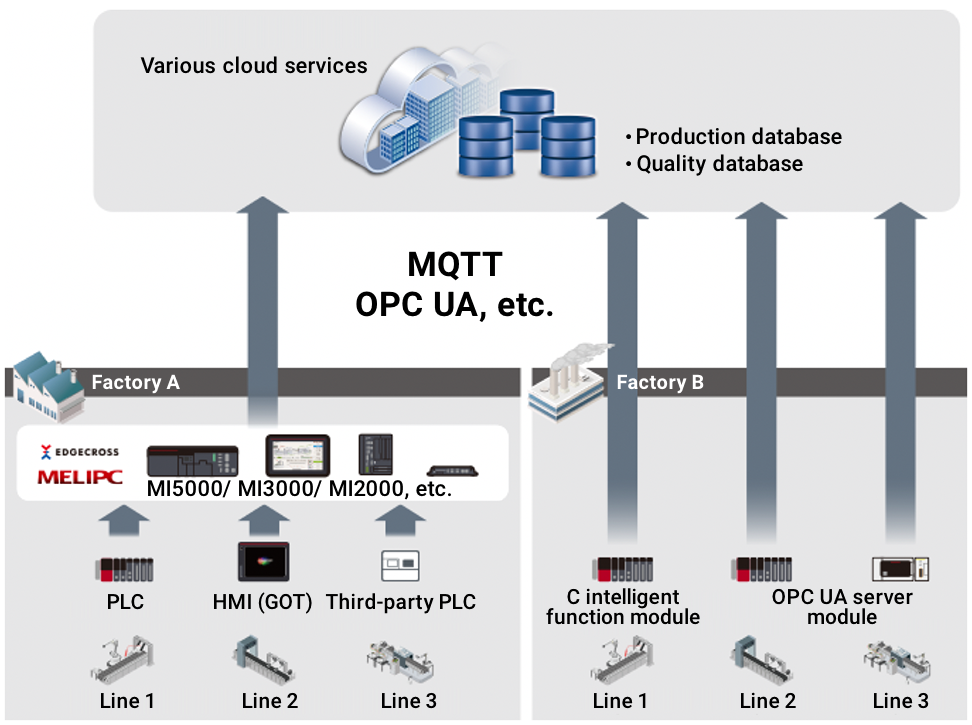 Various cloud services
• Production database
• Quality database
MQTT
OPC UA, etc.
Factory A
Factory B
EDGECROSS
MELIPC
MI5000/ MI3000/ MI2000, etc.
PLC
HMI (GOT)
Third-party PLC
C intelligent
function module
OPC UA server
module
Line 1
Line 2
Line 3
Line 1
Line 2
Line 3